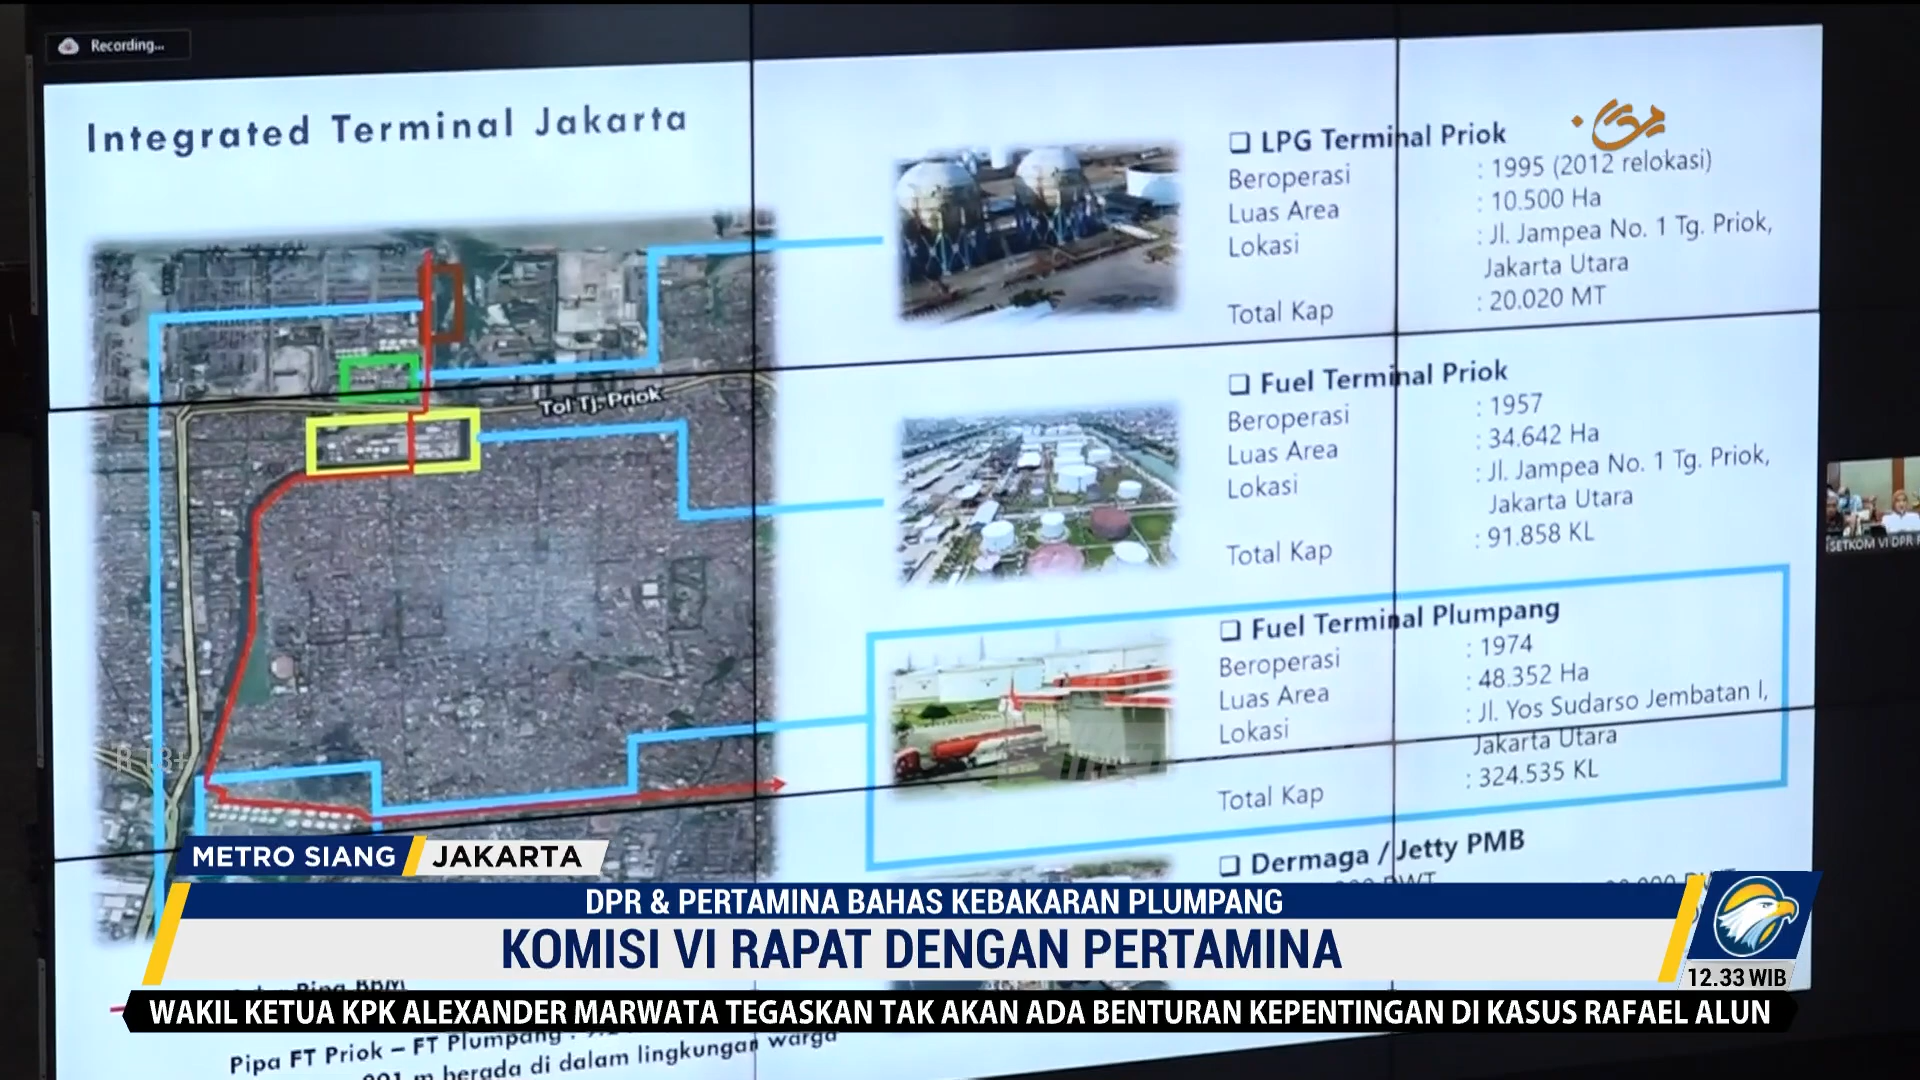 Recording...
Integrated Terminal Jakarta
Tol Tj. Priok
❑ LPG Terminal Priok
Beroperasi : 1995 (2012 relokasi)
Luas Area : 10.500 Ha
Lokasi : Jl. Jampea No. 1 Tg. Priok,
Jakarta Utara
Total Kap : 20.020 MT
❑ Fuel Terminal Priok
Beroperasi : 1957
Luas Area : 34.642 Ha
Lokasi : Jl. Jampea No. 1 Tg. Priok,
Jakarta Utara
Total Kap : 91.858 KL
❑ Fuel Terminal Plumpang
Beroperasi : 1974
Luas Area : 48.352 Ha
Lokasi : Jl. Yos Sudarso Jembatan I,
Jakarta Utara
Total Kap : 324.535 KL
❑ Dermaga / Jetty PMB
SETKOM VI DPR
R 13+
METRO SIANG JAKARTA
DPR & PERTAMINA BAHAS KEBAKARAN PLUMPANG
KOMISI VI RAPAT DENGAN PERTAMINA
12.33 WIB
WAKIL KETUA KPK ALEXANDER MARWATA TEGASKAN TAK AKAN ADA BENTURAN KEPENTINGAN DI KASUS RAFAEL ALUN
Pipa FT Priok – FT Plumpang :
m berada di dalam lingkungan warga